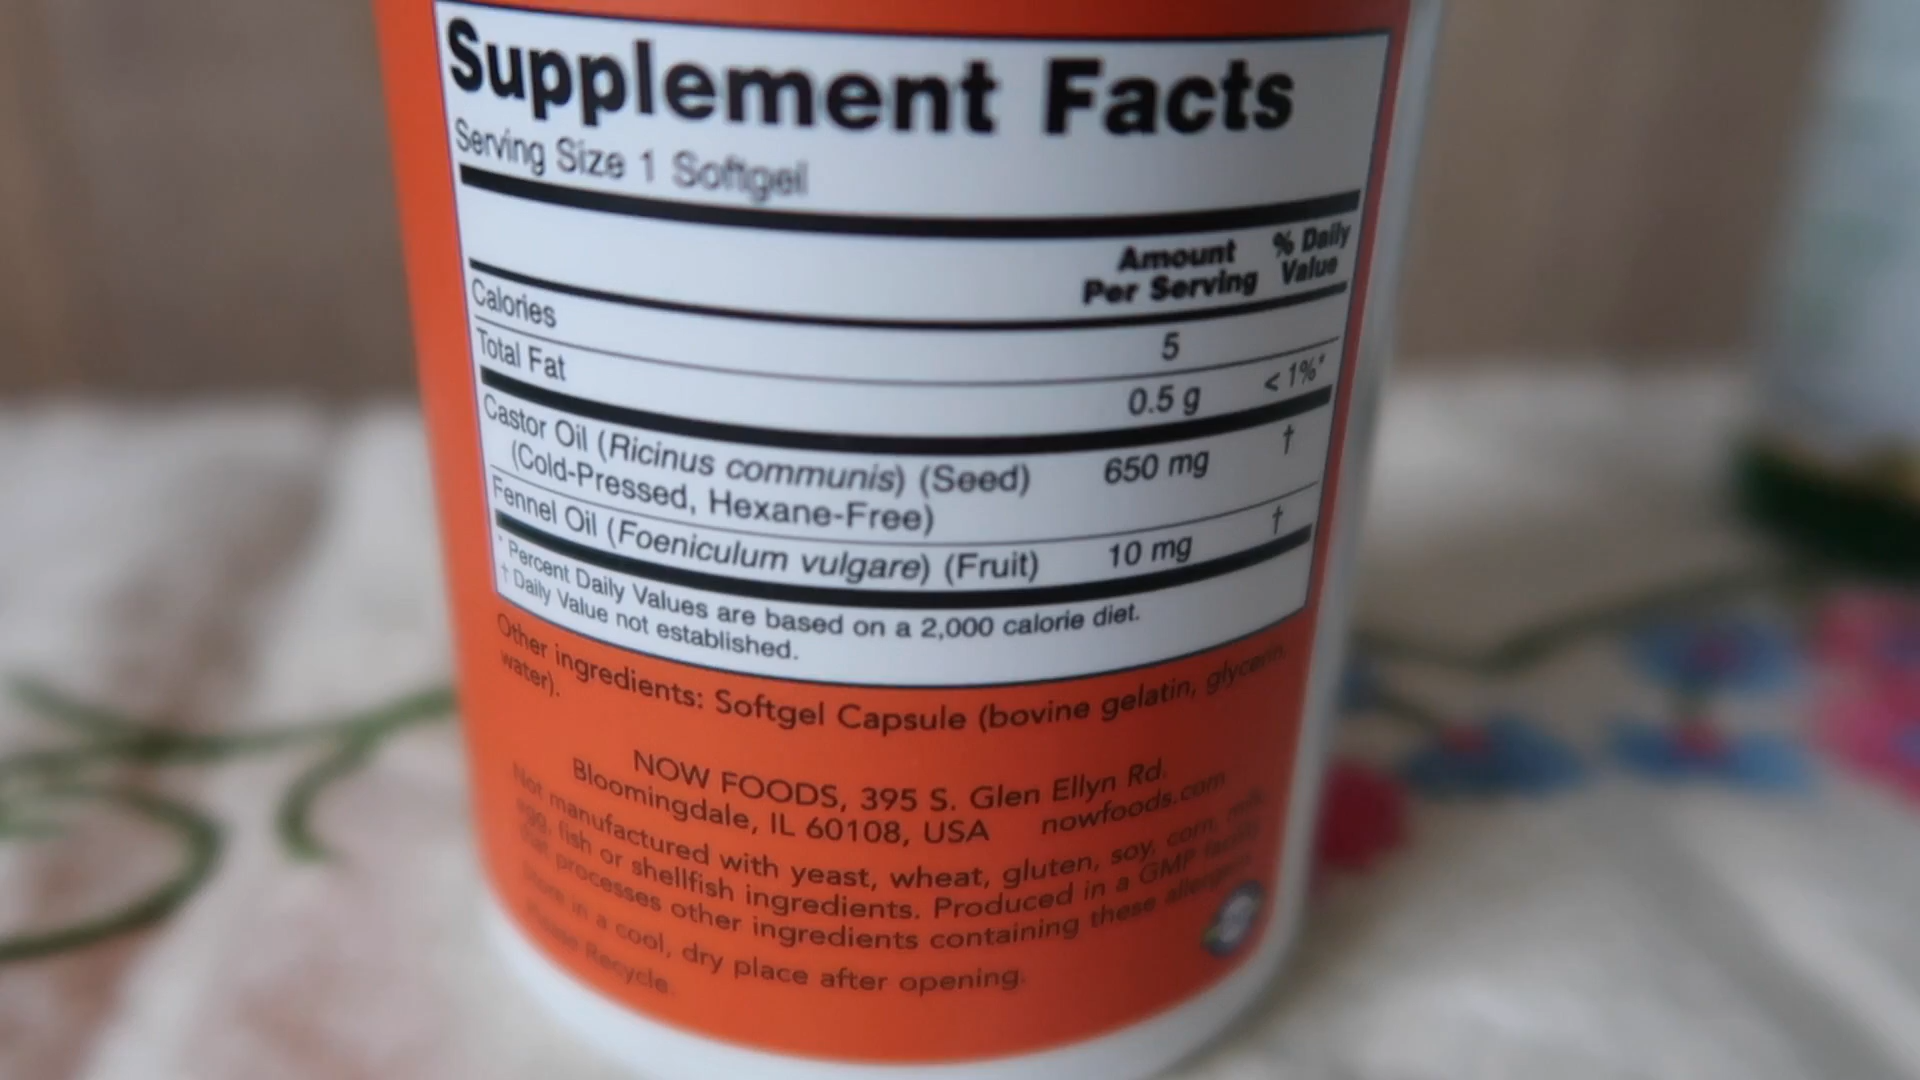 Supplement Facts
Serving Size 1 Softgel
Amount Per Serving
% Daily Value
Calories 5
Total Fat 0.5 g < 1%*
Castor Oil (Ricinus communis) (Seed) 650 mg †
(Cold-Pressed, Hexane-Free)
Fennel Oil (Foeniculum vulgare) (Fruit) 10 mg †
* Percent Daily Values are based on a 2,000 calorie diet.
† Daily Value not established.
Other ingredients: Softgel Capsule (bovine gelatin, glycerin,
water).
NOW FOODS, 395 S. Glen Ellyn Rd.
Bloomingdale, IL 60108, USA nowfoods.com
Not manufactured with yeast, wheat, gluten, soy, corn, milk,
egg, fish or shellfish ingredients. Produced in a GMP facility
that processes other ingredients containing these allergens.
Store in a cool, dry place after opening.
Please Recycle.